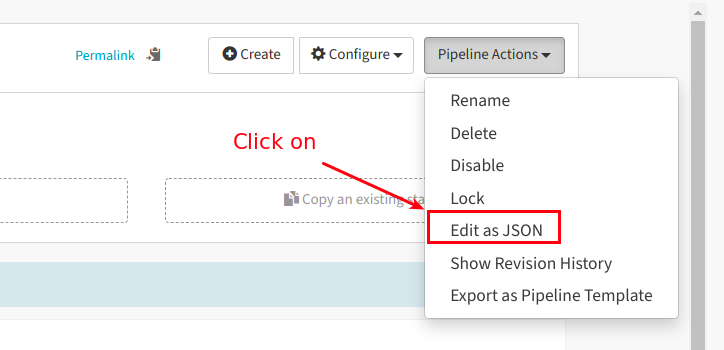 Permalink Create Configure Pipeline Actions
Rename
Delete
Click on
Disable
Copy an existing sta
Lock
Edit as JSON
Show Revision History
Export as Pipeline Template